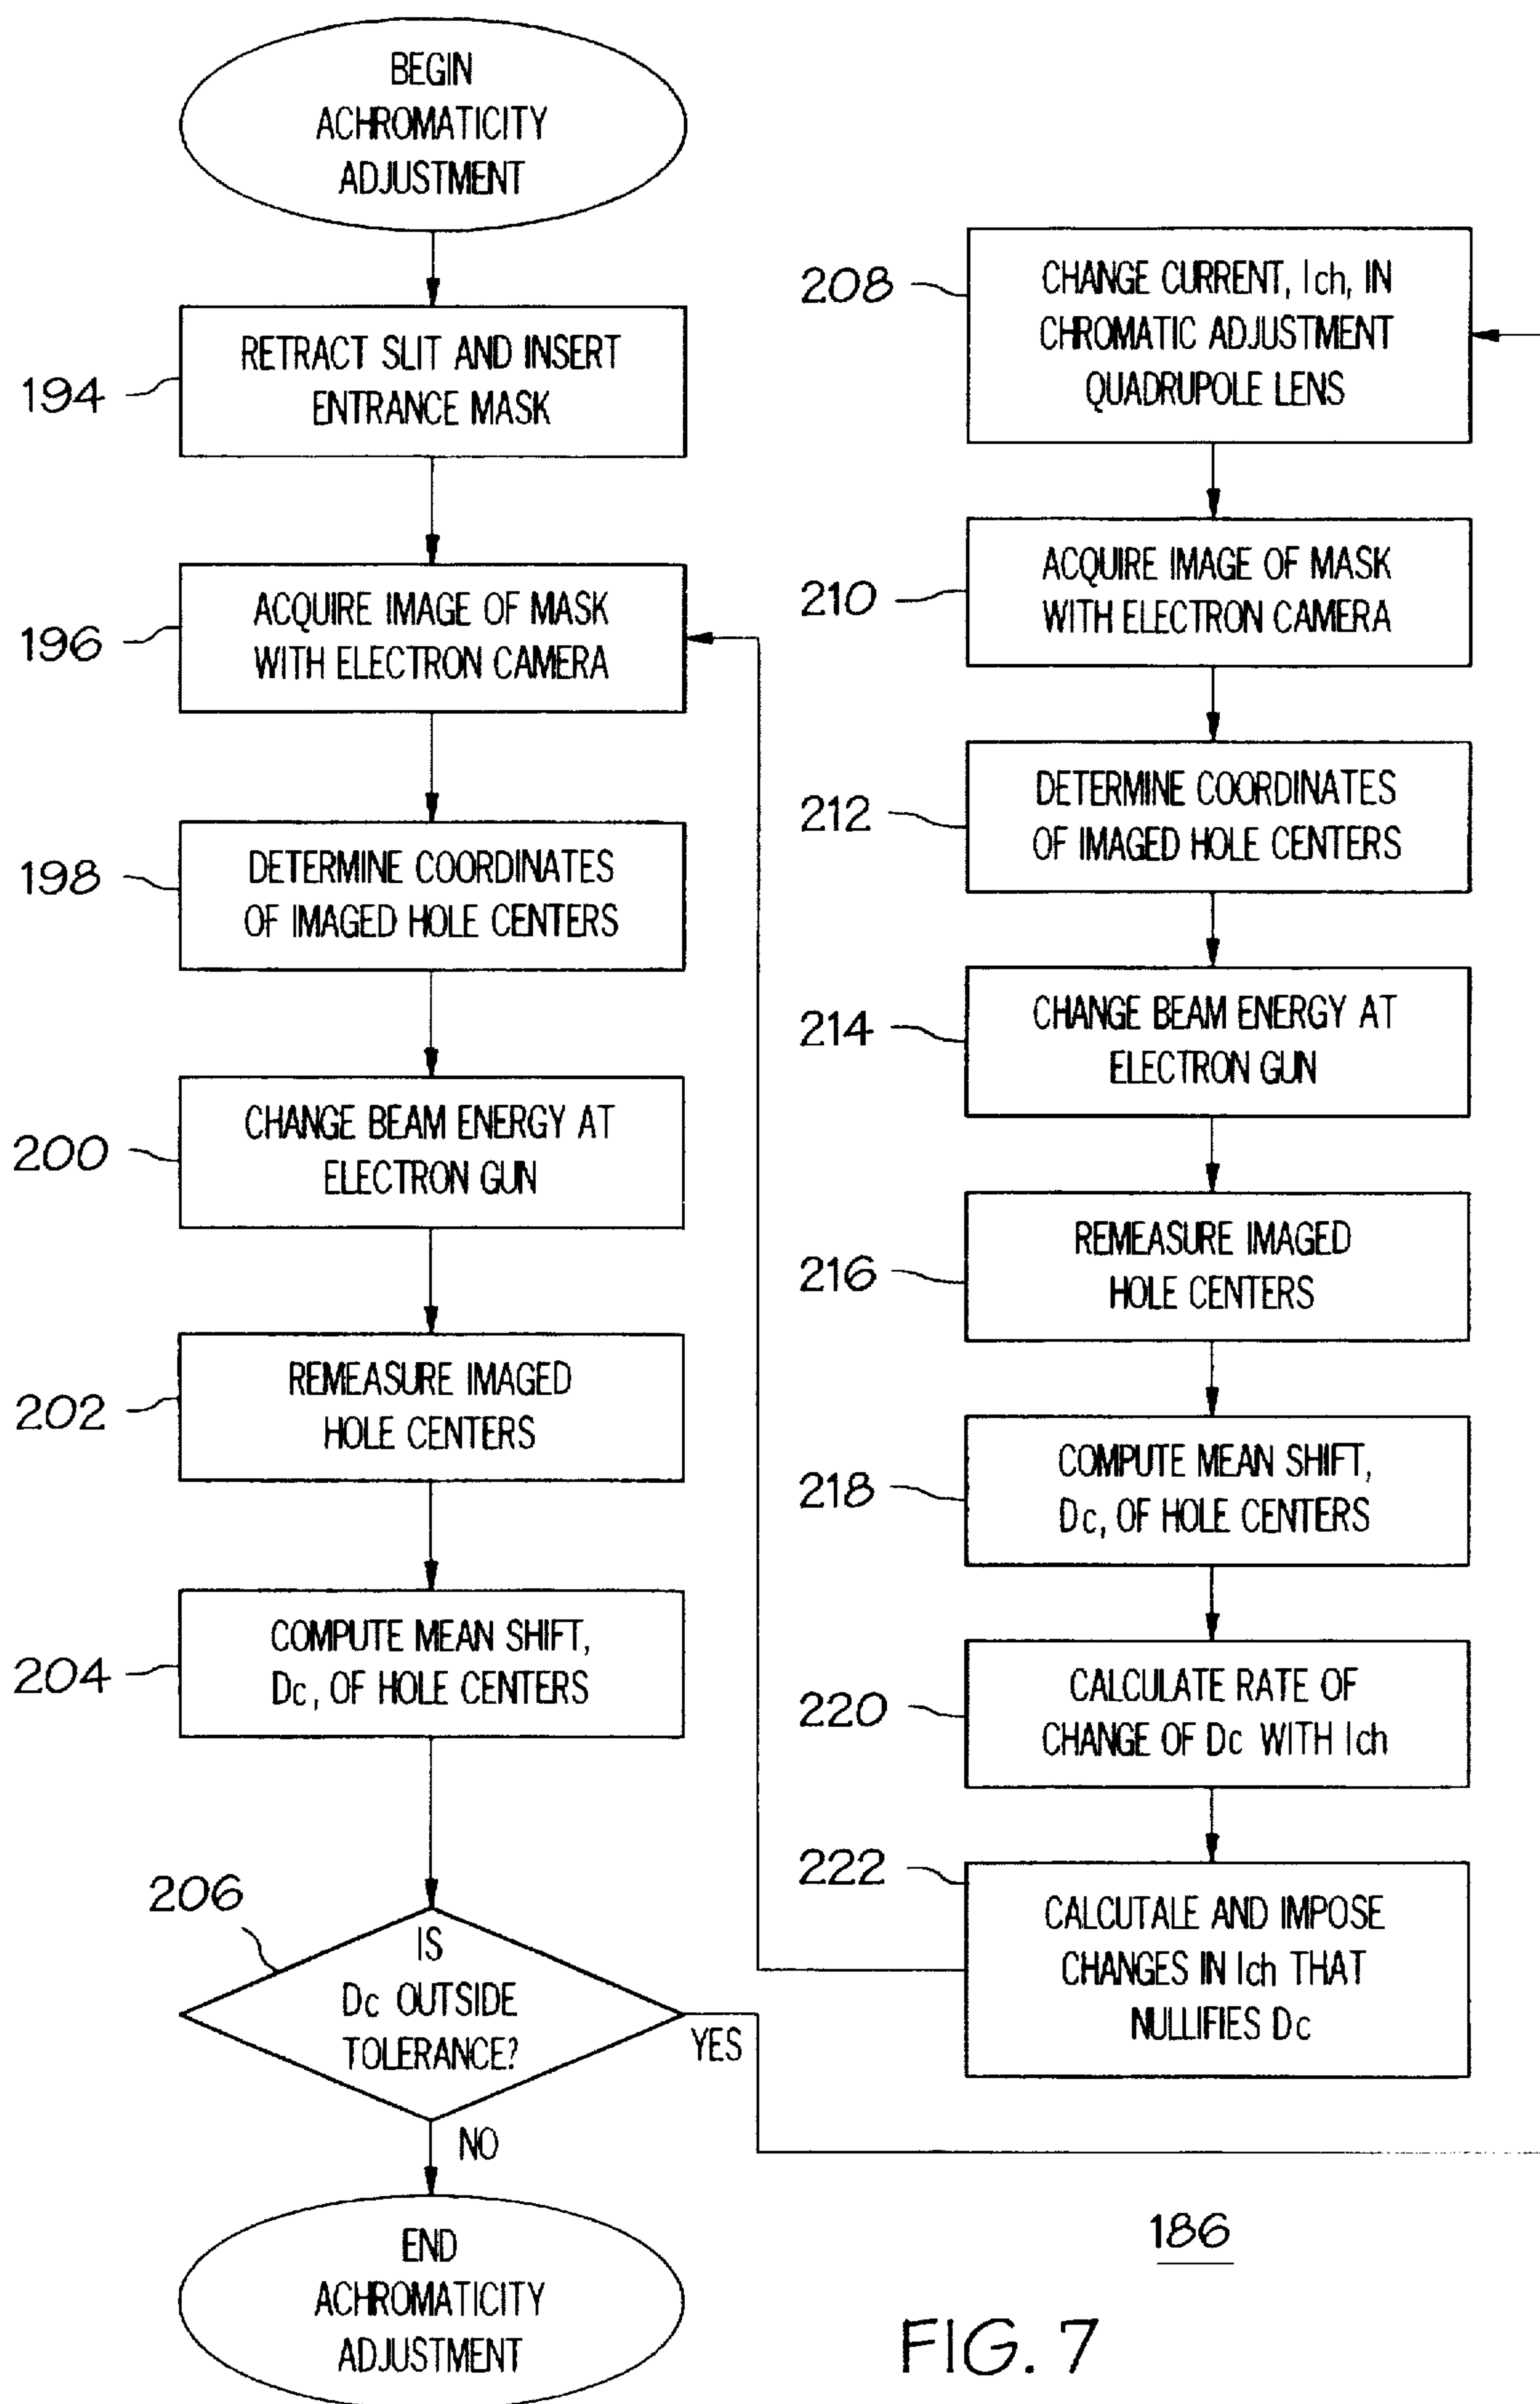 BEGIN
ACHROMATICITY
ADJUSTMENT
194
RETRACT SLIT AND INSERT
ENTRANCE MASK
196
ACQUIRE IMAGE OF MASK
WITH ELECTRON CAMERA
198
DETERMINE COORDINATES
OF IMAGED HOLE CENTERS
200
CHANGE BEAM ENERGY AT
ELECTRON GUN
202
REMEASURE IMAGED
HOLE CENTERS
204
COMPUTE MEAN SHIFT,
Dc, OF HOLE CENTERS
206
IS
Dc OUTSIDE
TOLERANCE?
YES
NO
END
ACHROMATICITY
ADJUSTMENT
208
CHANGE CURRENT, Ich, IN
CHROMATIC ADJUSTMENT
QUADRUPOLE LENS
210
ACQUIRE IMAGE OF MASK
WITH ELECTRON CAMERA
212
DETERMINE COORDINATES
OF IMAGED HOLE CENTERS
214
CHANGE BEAM ENERGY AT
ELECTRON GUN
216
REMEASURE IMAGED
HOLE CENTERS
218
COMPUTE MEAN SHIFT,
Dc, OF HOLE CENTERS
220
CALCULATE RATE OF
CHANGE OF Dc WITH Ich
222
CALCUTALE AND IMPOSE
CHANGES IN Ich THAT
NULLIFIES Dc
186
FIG. 7